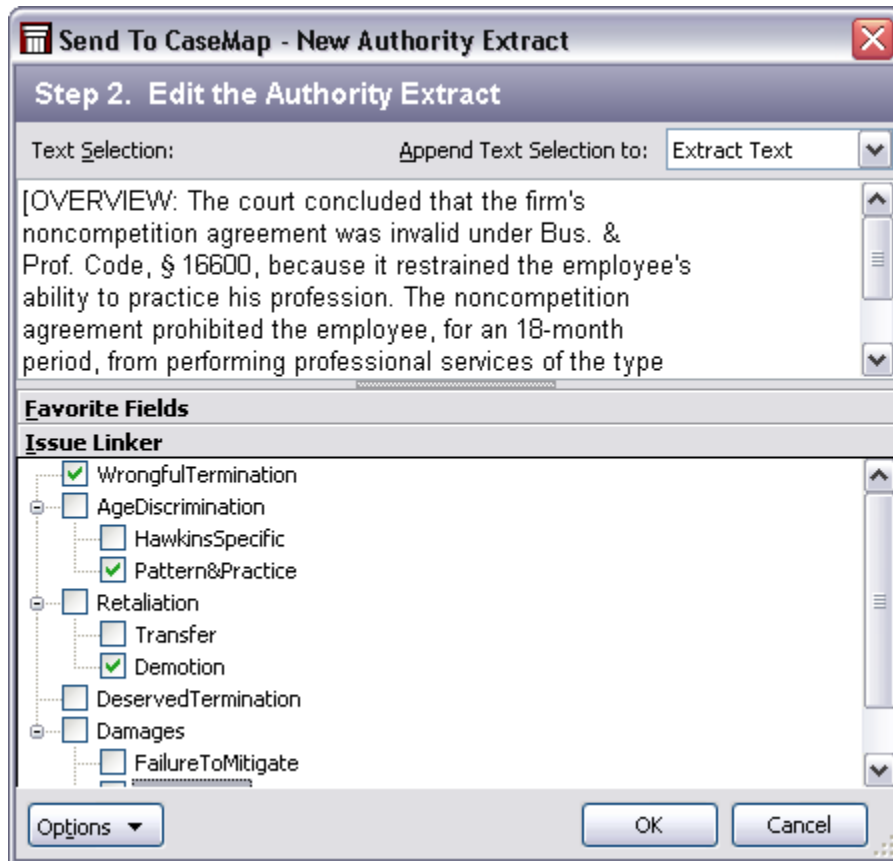 Send To CaseMap - New Authority Extract
Step 2. Edit the Authority Extract
Text Selection: Append Text Selection to: Extract Text
[OVERVIEW: The court concluded that the firm's
noncompetition agreement was invalid under Bus. &
Prof. Code, § 16600, because it restrained the employee's
ability to practice his profession. The noncompetition
agreement prohibited the employee, for an 18-month
period, from performing professional services of the type
Favorite Fields
Issue Linker
WrongfulTermination
AgeDiscrimination
HawkinsSpecific
Pattern&Practice
Retaliation
Transfer
Demotion
DeservedTermination
Damages
FailureToMitigate
Options OK Cancel